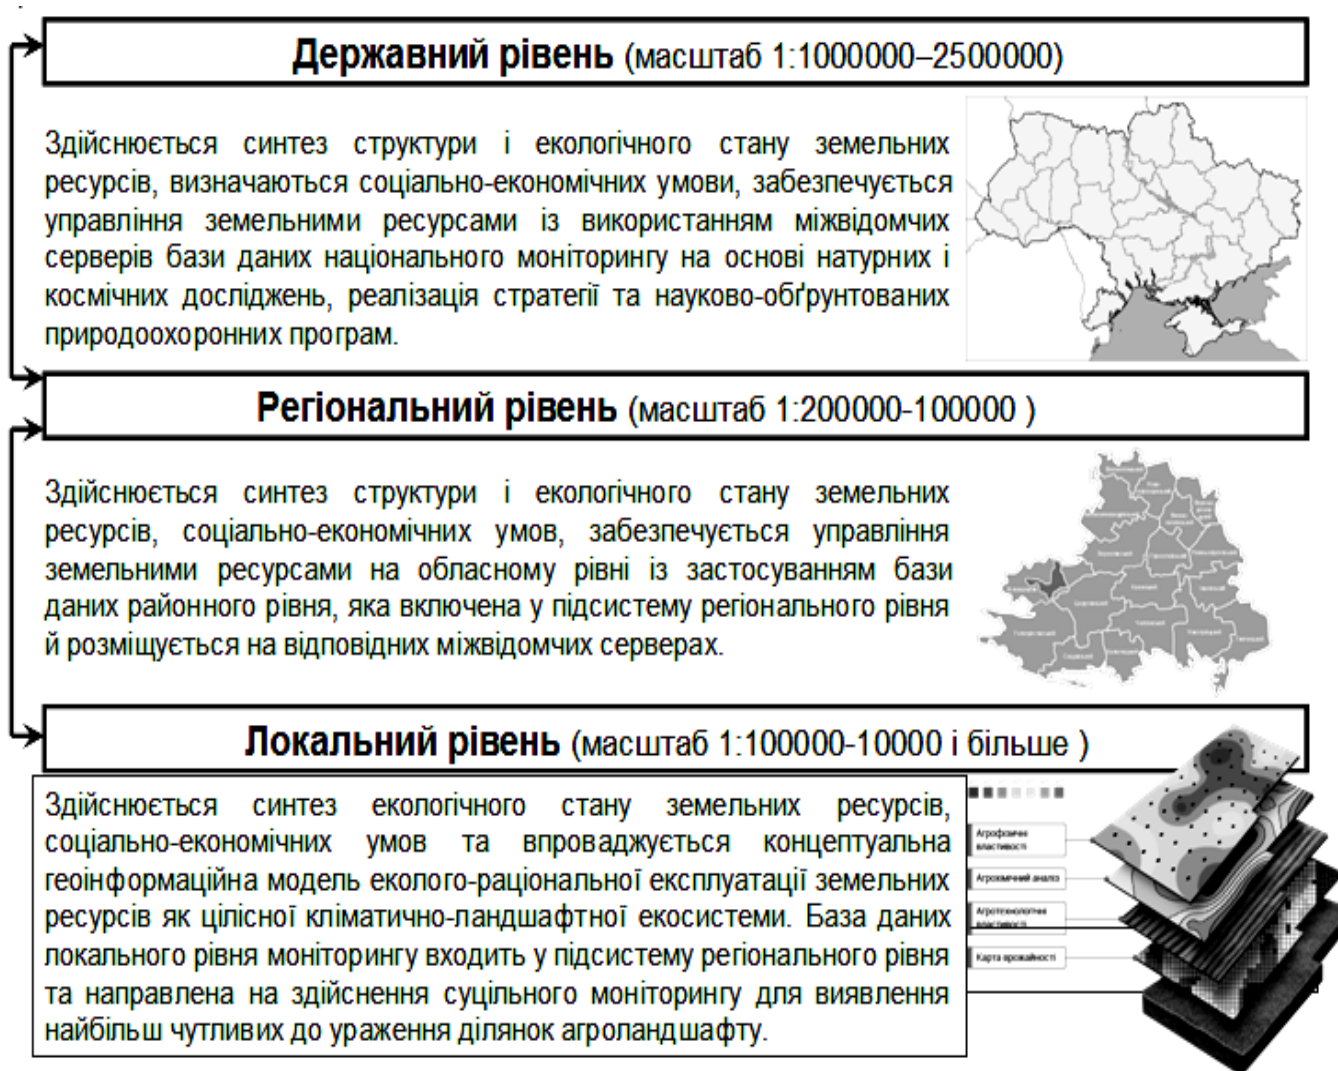 Державний рівень (масштаб 1:1000000–2500000)
Здійснюється синтез структури і екологічного стану земельних
ресурсів, визначаються соціально-економічних умови, забезпечується
управління земельними ресурсами із використанням міжвідомчих
серверів бази даних національного моніторингу на основі натурних і
космічних досліджень, реалізація стратегії та науково-обґрунтованих
природоохоронних програм.
Регіональний рівень (масштаб 1:200000-100000 )
Здійснюється синтез структури і екологічного стану земельних
ресурсів, соціально-економічних умов, забезпечується управління
земельними ресурсами на обласному рівні із застосуванням бази
даних районного рівня, яка включена у підсистему регіонального рівня
й розміщується на відповідних міжвідомчих серверах.
Локальний рівень (масштаб 1:100000-10000 і більше )
Здійснюється синтез екологічного стану земельних ресурсів,
соціально-економічних умов та впроваджується концептуальна
геоінформаційна модель еколого-раціональної експлуатації земельних
ресурсів як цілісної кліматично-ландшафтної екосистеми. База даних
локального рівня моніторингу входить у підсистему регіонального рівня
та направлена на здійснення суцільного моніторингу для виявлення
найбільш чутливих до ураження ділянок агроландшафту.
Агрофізичні
властивості
Агрохімічний аналіз
Агротехнологічні
властивості
Карта врожайності